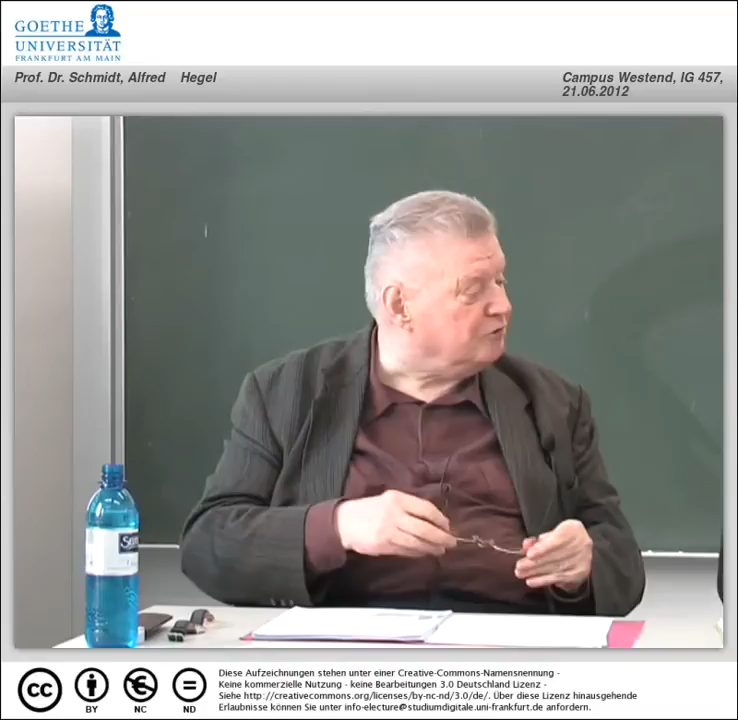 GOETHE
UNIVERSITÄT
FRANKFURT AM MAIN
Prof. Dr. Schmidt, Alfred Hegel
Campus Westend, IG 457,
21.06.2012
cc
BY
NC
ND
Diese Aufzeichnungen stehen unter einer Creative-Commons-Namensnennung -
Keine kommerzielle Nutzung - keine Bearbeitungen 3.0 Deutschland Lizenz -
Siehe http://creativecommons.org/licenses/by-nc-nd/3.0/de/. Über diese Lizenz hinausgehende
Erlaubnisse können Sie unter info-electure@studiumdigitale.uni-frankfurt.de anfordern.